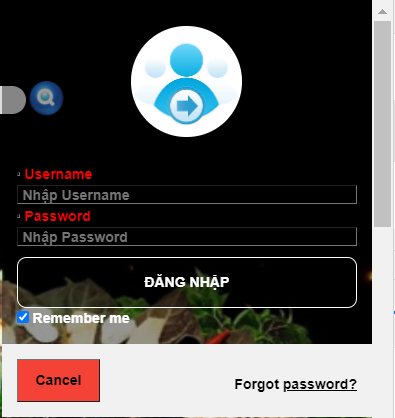 Username
Nhập Username
Password
Nhập Password
ĐĂNG NHẬP
Remember me
Cancel
Forgot password?